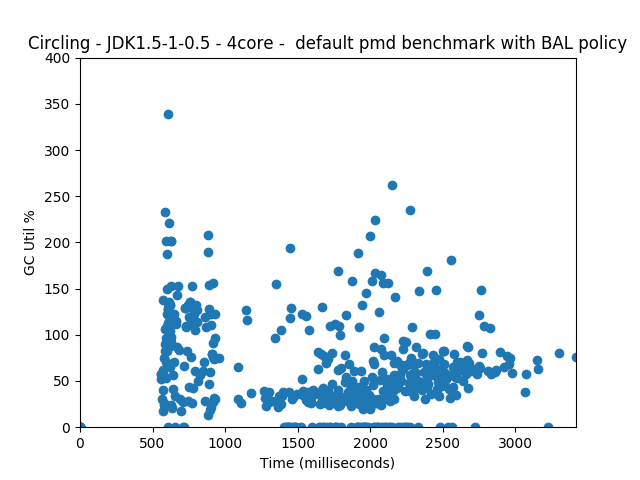 Circling - JDK1.5-1-0.5 - 4core -  default pmd benchmark with BAL policy
400
350
300
250
200
150
100
50
0
GC Util %
0 500 1000 1500 2000 2500 3000
Time (milliseconds)